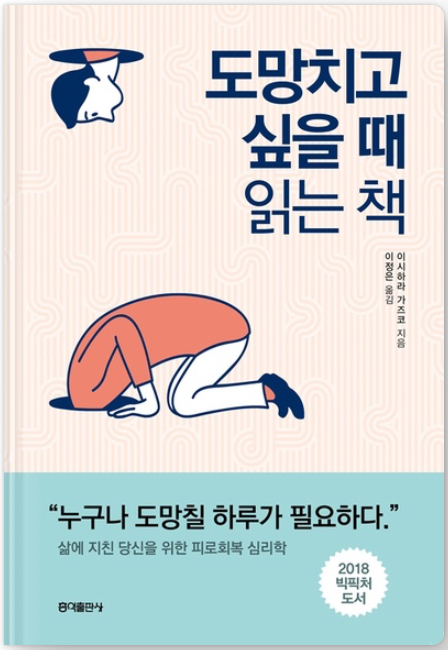 도망치고
싶을 때
읽는 책
이시하라 가즈코 지음
이정은 옮김
“누구나 도망칠 하루가 필요하다.”
삶에 지친 당신을 위한 피로회복 심리학
2018
빅픽처
도서
홍익출판사